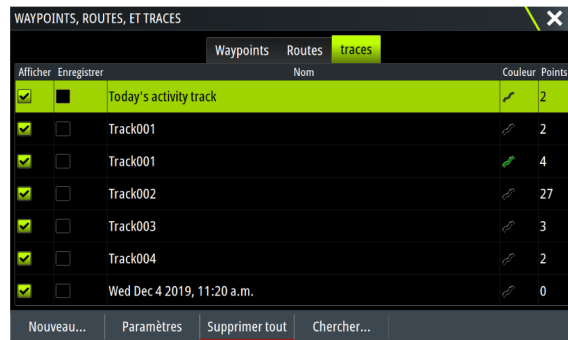 WAYPOINTS, ROUTES, ET TRACES
Waypoints Routes traces
Afficher Enregistrer Nom Couleur Points
Today's activity track 2
Track001 2
Track001 4
Track002 27
Track003 3
Track004 2
Wed Dec 4 2019, 11:20 a.m. 0
Nouveau... Paramètres Supprimer tout Chercher...